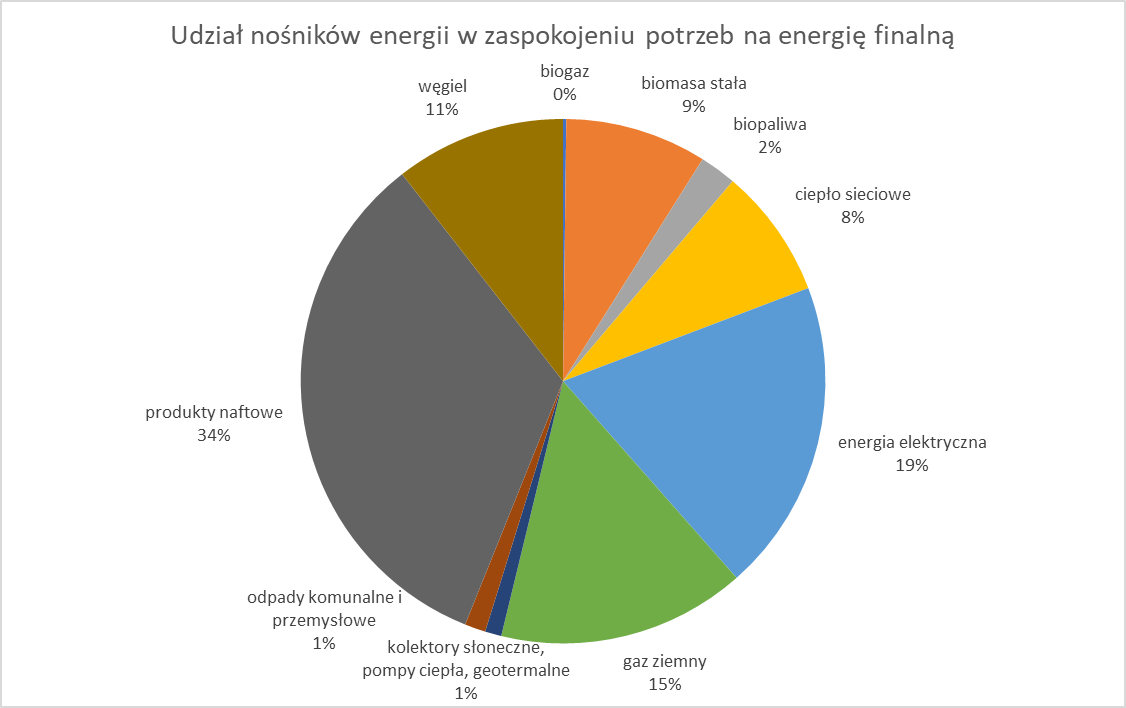 Udział nośników energii w zaspokojeniu potrzeb na energię finalną
biogaz
0%
biomasa stała
9%
biopaliwa
2%
ciepło sieciowe
8%
energia elektryczna
19%
gaz ziemny
15%
kolektory słoneczne,
pompy ciepła, geotermalne
1%
odpady komunalne i
przemysłowe
1%
produkty naftowe
34%
węgiel
11%